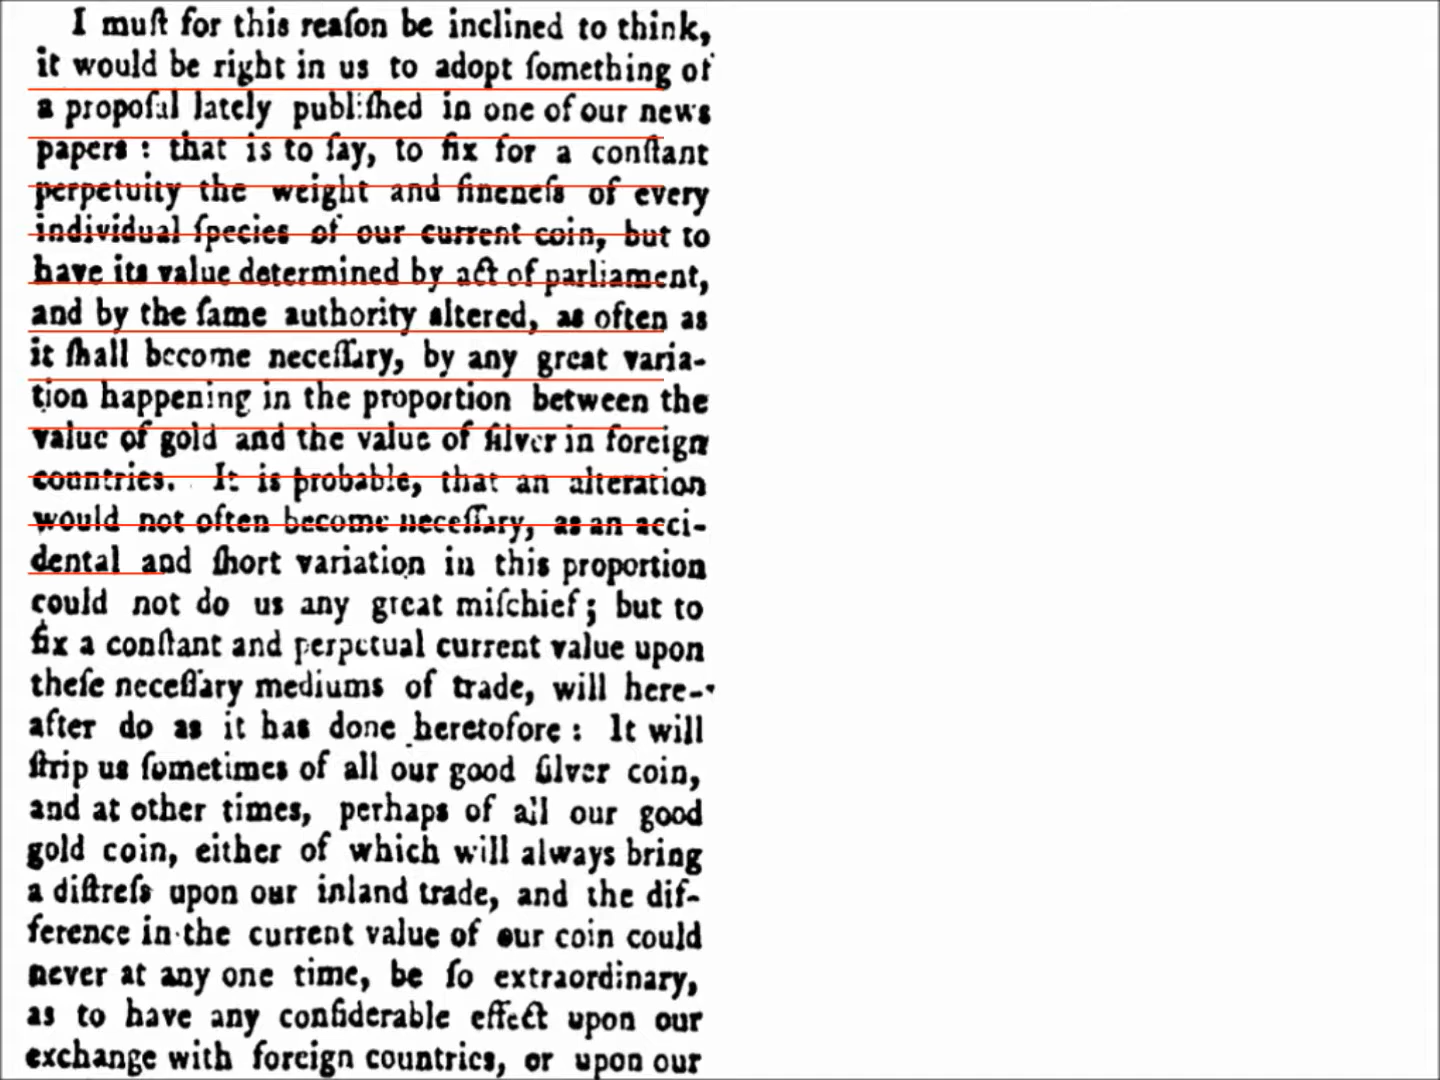 I muſt for this reaſon be inclined to think,
it would be right in us to adopt ſomething of
a propoſal lately publiſhed in one of our news
papers : that is to ſay, to fix for a conſtant
perpetuity the weight and fineneſs of every
individual ſpecies of our current coin, but to
have its value determined by act of parliament,
and by the ſame authority altered, as often as
it ſhall become neceſſary, by any great varia-
tion happening in the proportion between the
value of gold and the value of ſilver in foreign
countries. It is probable, that an alteration
would not often become neceſſary, as an acci-
dental and ſhort variation in this proportion
could not do us any great miſchief; but to
fix a conſtant and perpetual current value upon
theſe neceſſary mediums of trade, will here-
after do as it has done heretofore : It will
ſtrip us ſometimes of all our good ſilver coin,
and at other times, perhaps of all our good
gold coin, either of which will always bring
a diſtreſs upon our inland trade, and the dif-
ference in the current value of our coin could
never at any one time, be ſo extraordinary,
as to have any conſiderable effect upon our
exchange with foreign countries, or upon our